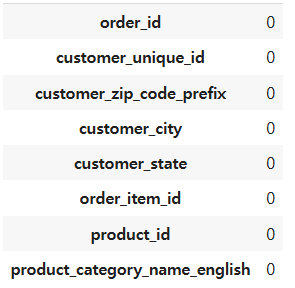 order_id 0
customer_unique_id 0
customer_zip_code_prefix 0
customer_city 0
customer_state 0
order_item_id 0
product_id 0
product_category_name_english 0